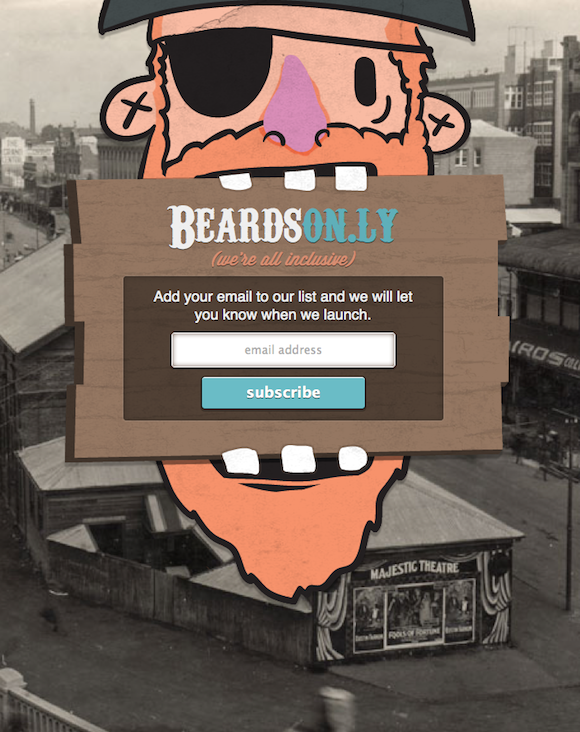 BEARDSON.LY
(we're all inclusive)
Add your email to our list and we will let
you know when we launch.
email address
subscribe
MAJESTIC THEATRE
FOOLS OF FORTUNE